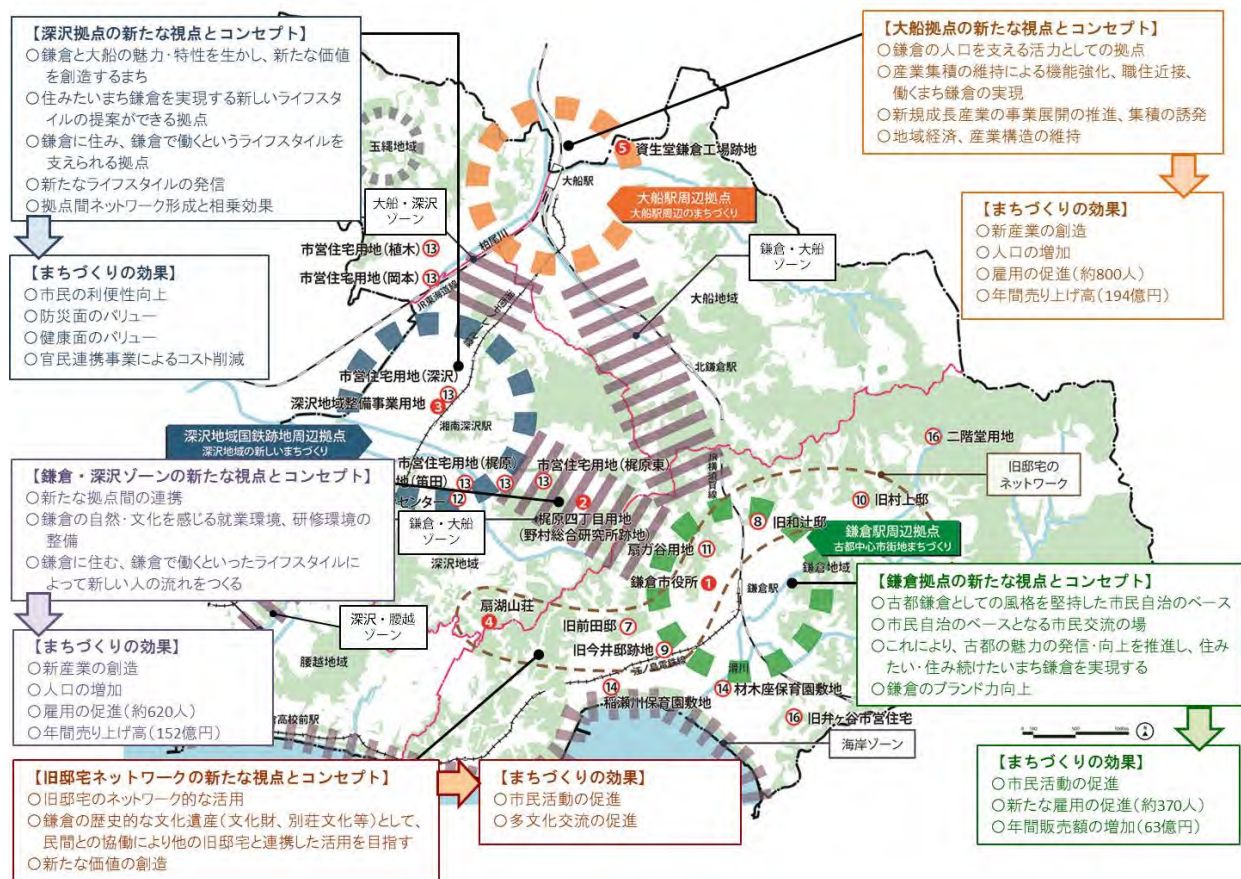 【深沢拠点の新たな視点とコンセプト】
○鎌倉と大船の魅力・特性を生かし、新たな価値
を創造するまち
○住みたいまち鎌倉を実現する新しいライフスタ
イルの提案ができる拠点
○鎌倉に住み、鎌倉で働くというライフスタイルを
支えられる拠点
○新たなライフスタイルの発信
○拠点間ネットワーク形成と相乗効果
【まちづくりの効果】
○市民の利便性向上
○防災面のバリュー
○健康面のバリュー
○官民連携事業によるコスト削減
【大船拠点の新たな視点とコンセプト】
○鎌倉の人口を支える活力としての拠点
○産業集積の維持による機能強化、職住近接、
働くまち鎌倉の実現
○新規成長産業の事業展開の推進、集積の誘発
○地域経済、産業構造の維持
【まちづくりの効果】
○新産業の創造
○人口の増加
○雇用の促進(約800人)
○年間売り上げ高(194億円)
玉縄地域
❺資生堂鎌倉工場跡地
大船駅
大船駅周辺拠点
大船駅周辺のまちづくり
大船・深沢
ゾーン
柏尾川
市営住宅用地(植木)⑬
市営住宅用地(岡本)⑬
JR東海道線
鎌倉・大船
ゾーン
大船地域
北鎌倉駅
市営住宅用地(深沢)
⑬
深沢地域整備事業用地❸
湘南深沢駅
深沢地域国鉄跡地周辺拠点
深沢地域の新しいまちづくり
市営住宅用地(梶原)
⑬
市営住宅用地(梶原東)
⑬
地(笛田)
⑬
センター⑫
❷
梶原四丁目用地
(野村総合研究所跡地)
鎌倉・大船
ゾーン
深沢地域
JR横須賀線
⑯二階堂用地
旧邸宅の
ネットワーク
⑩旧村上邸
⑧旧和辻邸
鎌倉駅周辺拠点
古都中心市街地まちづくり
扇ガ谷用地⑪
鎌倉市役所❶
鎌倉駅
鎌倉地域
【鎌倉・深沢ゾーンの新たな視点とコンセプト】
○新たな拠点間の連携
○鎌倉の自然・文化を感じる就業環境、研修環境の
整備
○鎌倉に住む、鎌倉で働くといったライフスタイルに
よって新しい人の流れをつくる
【まちづくりの効果】
○新産業の創造
○人口の増加
○雇用の促進(約620人)
○年間売り上げ高(152億円)
深沢・腰越
ゾーン
腰越地域
高校前駅
扇湖山荘
❹
旧前田邸⑦
旧今井邸跡地⑨
江ノ島電鉄線
滑川
⑭
稲瀬川保育園敷地
⑭材木座保育園敷地
⑯旧弁ヶ谷市営住宅
海岸ゾーン
【鎌倉拠点の新たな視点とコンセプト】
○古都鎌倉としての風格を堅持した市民自治のベース
○市民自治のベースとなる市民交流の場
○これにより、古都の魅力の発信・向上を推進し、住み
たい・住み続けたいまち鎌倉を実現する
○鎌倉のブランド力向上
【まちづくりの効果】
○市民活動の促進
○新たな雇用の促進(約370人)
○年間販売額の増加(63億円)
【旧邸宅ネットワークの新たな視点とコンセプト】
○旧邸宅のネットワーク的な活用
○鎌倉の歴史的な文化遺産(文化財、別荘文化等)として、
民間との協働により他の旧邸宅と連携した活用を目指す
○新たな価値の創造
【まちづくりの効果】
○市民活動の促進
○多文化交流の促進